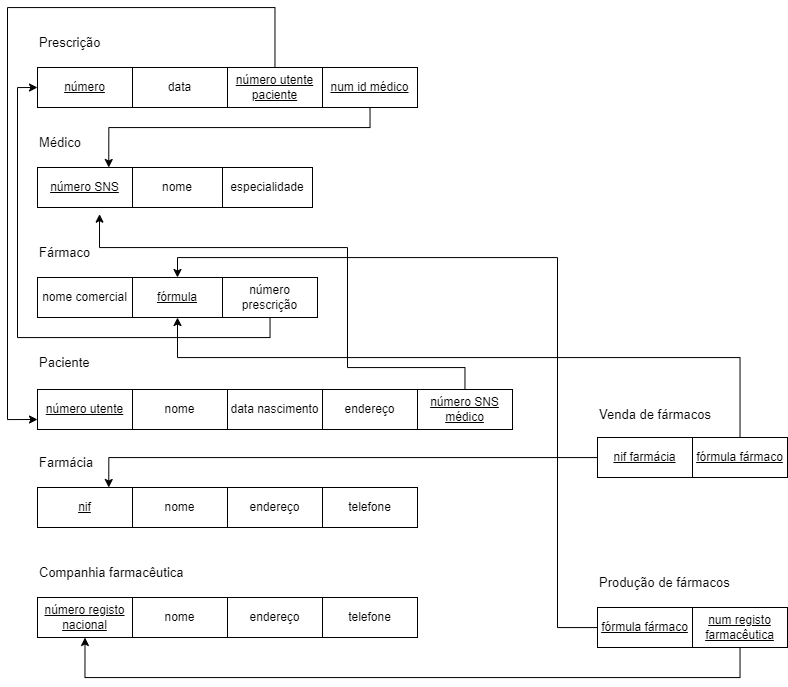 Prescrição
número
data
número utente
paciente
num id médico
Médico
número SNS
nome
especialidade
Fármaco
nome comercial
fórmula
número
prescrição
Paciente
número utente
nome
data nascimento
endereço
número SNS
médico
Venda de fármacos
nif farmácia
fórmula fármaco
Farmácia
nif
nome
endereço
telefone
Companhia farmacêutica
número registo
nacional
nome
endereço
telefone
Produção de fármacos
fórmula fármaco
num registo
farmacêutica